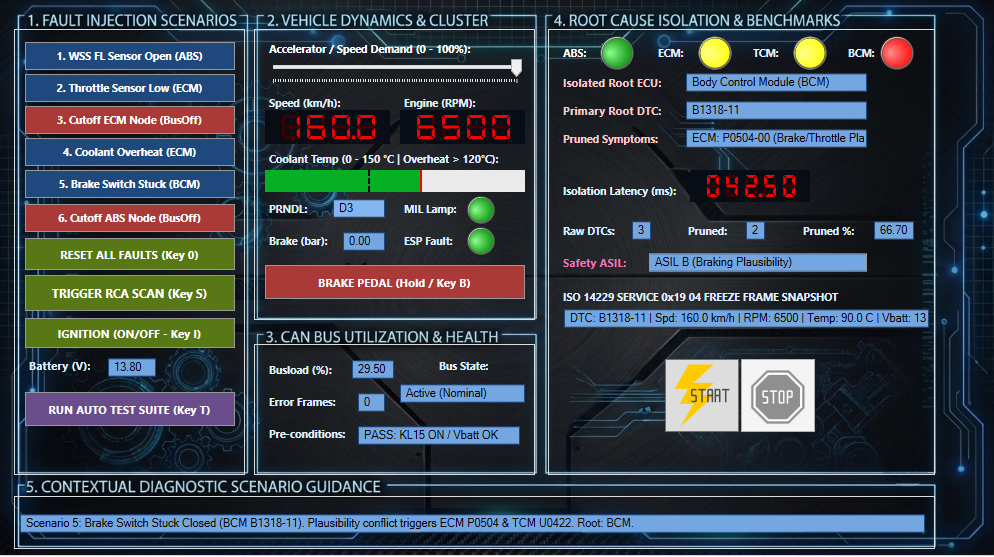 1. FAULT INJECTION SCENARIOS
1. WSS FL Sensor Open (ABS)
2. Throttle Sensor Low (ECM)
3. Cutoff ECM Node (BusOff)
4. Coolant Overheat (ECM)
5. Brake Switch Stuck (BCM)
6. Cutoff ABS Node (BusOff)
RESET ALL FAULTS (Key 0)
TRIGGER RCA SCAN (Key S)
IGNITION (ON/OFF - Key I)
Battery (V): 13.80
RUN AUTO TEST SUITE (Key T)
2. VEHICLE DYNAMICS & CLUSTER
Accelerator / Speed Demand (0 - 100%):
Speed (km/h): Engine (RPM):
160.0 6500
Coolant Temp (0 - 150 °C | Overheat > 120°C):
PRNDL: D3 MIL Lamp:
Brake (bar): 0.00 ESP Fault:
BRAKE PEDAL (Hold / Key B)
3. CAN BUS UTILIZATION & HEALTH
Busload (%): 29.50 Bus State:
Active (Nominal)
Error Frames: 0
Pre-conditions: PASS: KL15 ON / Vbatt OK
4. ROOT CAUSE ISOLATION & BENCHMARKS
ABS: ECM: TCM: BCM:
Isolated Root ECU: Body Control Module (BCM)
Primary Root DTC: B1318-11
Pruned Symptoms: ECM: P0504-00 (Brake/Throttle Pla
Isolation Latency (ms): 042.50
Raw DTCs: 3 Pruned: 2 Pruned %: 66.70
Safety ASIL: ASIL B (Braking Plausibility)
ISO 14229 SERVICE 0x19 04 FREEZE FRAME SNAPSHOT
DTC: B1318-11 | Spd: 160.0 km/h | RPM: 6500 | Temp: 90.0 C | Vbatt: 13
START STOP
5. CONTEXTUAL DIAGNOSTIC SCENARIO GUIDANCE
Scenario 5: Brake Switch Stuck Closed (BCM B1318-11). Plausibility conflict triggers ECM P0504 & TCM U0422. Root: BCM.